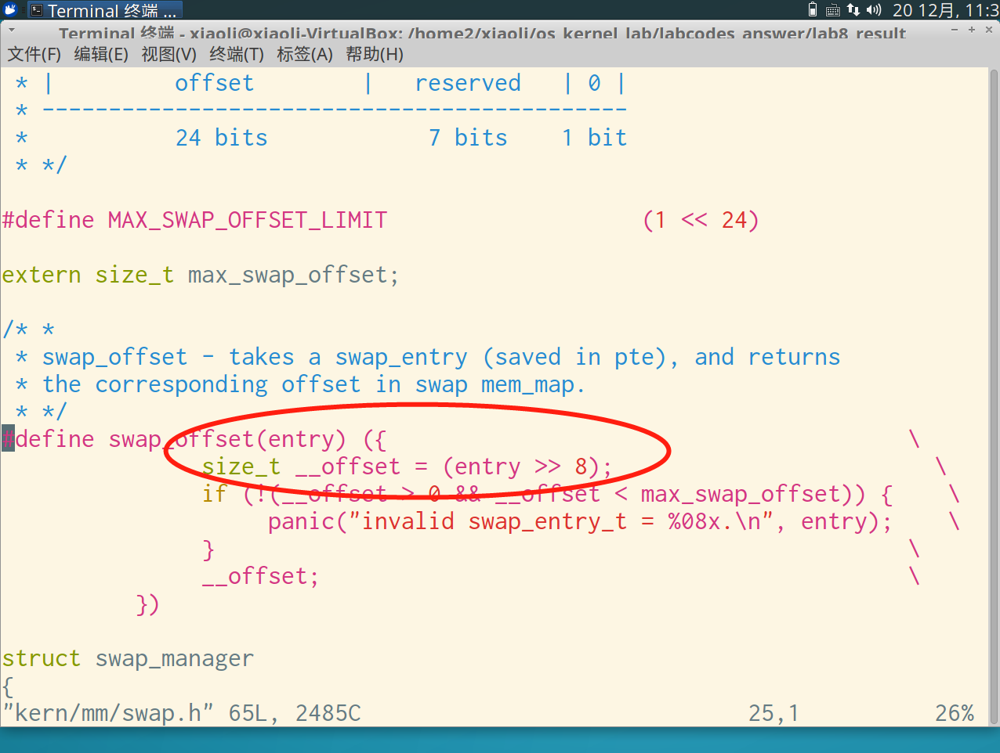 Terminal 终端 ...
20 12月, 11:3
Terminal 终端 - xiaoli@xiaoli-VirtualBox: /home2/xiaoli/os_kernel_lab/labcodes_answer/lab8_result
文件(F) 编辑(E) 视图(V) 终端(T) 标签(A) 帮助(H)
* | offset | reserved | 0 |
* --------------------------------------------
* 24 bits 7 bits 1 bit
* */
#define MAX_SWAP_OFFSET_LIMIT (1 << 24)
extern size_t max_swap_offset;
/* *
* swap_offset - takes a swap_entry (saved in pte), and returns
* the corresponding offset in swap mem_map.
* */
#define swap_offset(entry) ({ \
size_t __offset = (entry >> 8); \
if (!(__offset > 0 && __offset < max_swap_offset)) { \
panic("invalid swap_entry_t = %08x.\n", entry); \
} \
__offset; \
})
struct swap_manager
{
"kern/mm/swap.h" 65L, 2485C 25,1 26%